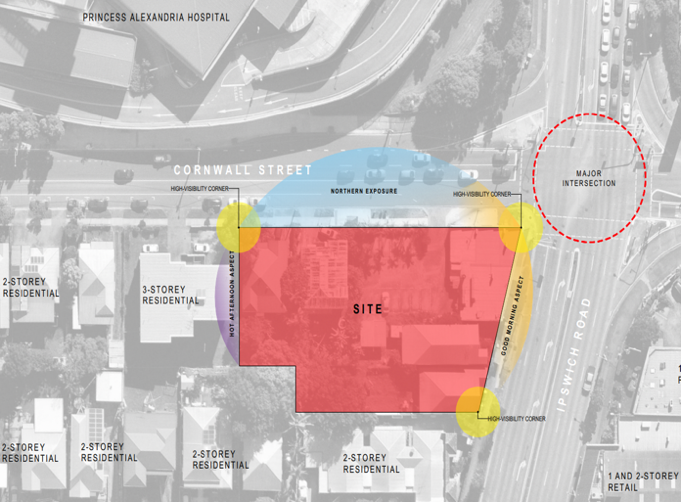 PRINCESS ALEXANDRIA HOSPITAL
CORNWALL STREET
MAJOR
INTERSECTION
HIGH-VISIBILITY CORNER
NORTHERN EXPOSURE
HIGH-VISIBILITY CORNER
2-STOREY
RESIDENTIAL
3-STOREY
RESIDENTIAL
HOT AFTERNOON ASPECT
SITE
GOOD MORNING ASPECT
IPSWICH ROAD
HIGH-VISIBILITY CORNER
2-STOREY
RESIDENTIAL
2-STOREY
RESIDENTIAL
2-STOREY
RESIDENTIAL
2-STOREY
RESIDENTIAL
1 AND 2-STOREY
RETAIL